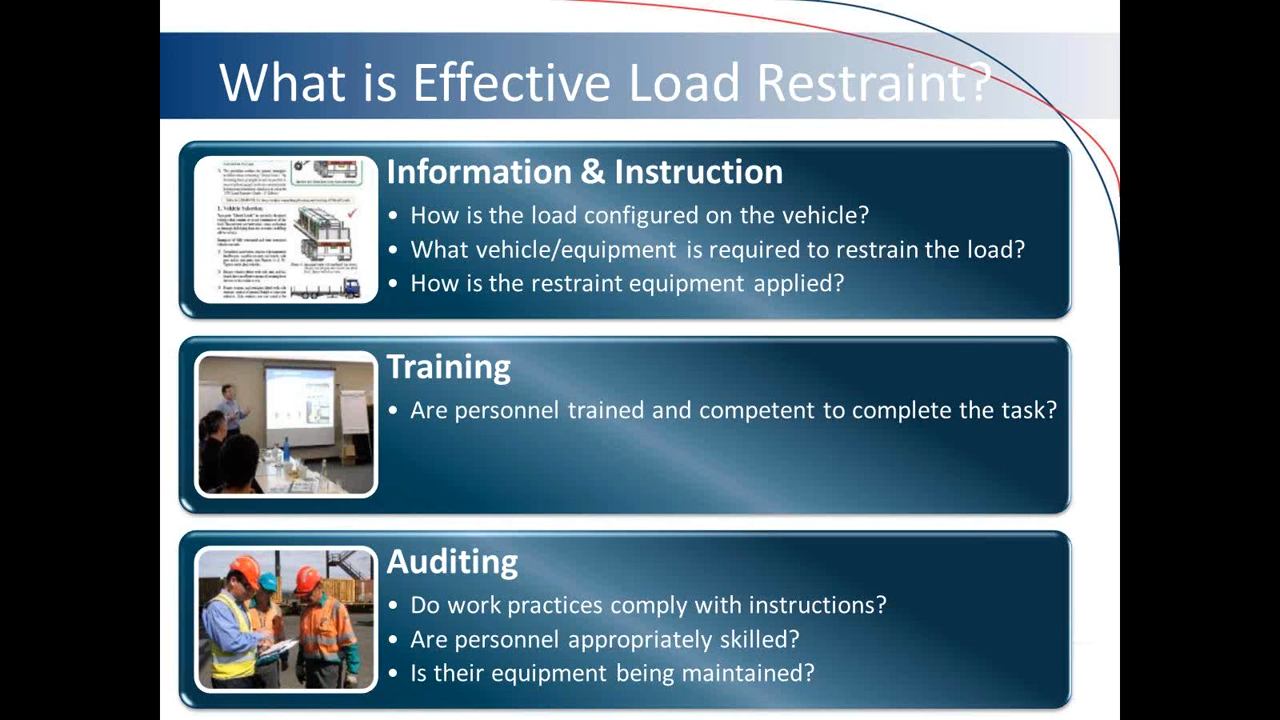 What is Effective Load Restraint?
Information & Instruction
• How is the load configured on the vehicle?
• What vehicle/equipment is required to restrain the load?
• How is the restraint equipment applied?
Training
• Are personnel trained and competent to complete the task?
Auditing
• Do work practices comply with instructions?
• Are personnel appropriately skilled?
• Is their equipment being maintained?